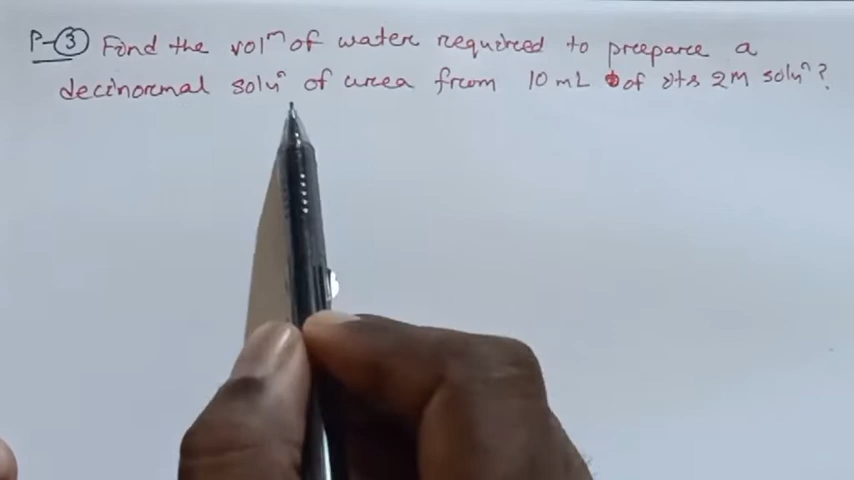 P-③ Find the volᵐ of water required to prepare a
decinormal solⁿ of urea from 10 mL of its 2M solⁿ?